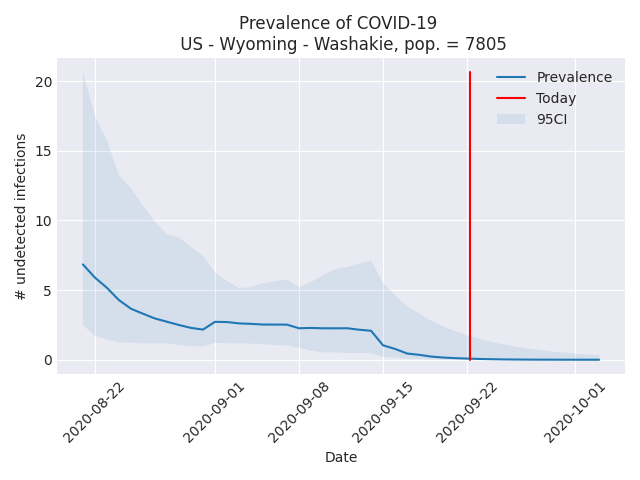 Prevalence of COVID-19
US - Wyoming - Washakie, pop. = 7805
Prevalence
Today
95CI
# undetected infections
20
15
10
5
0
2020-08-22
2020-09-01
2020-09-08
2020-09-15
2020-09-22
2020-10-01
Date